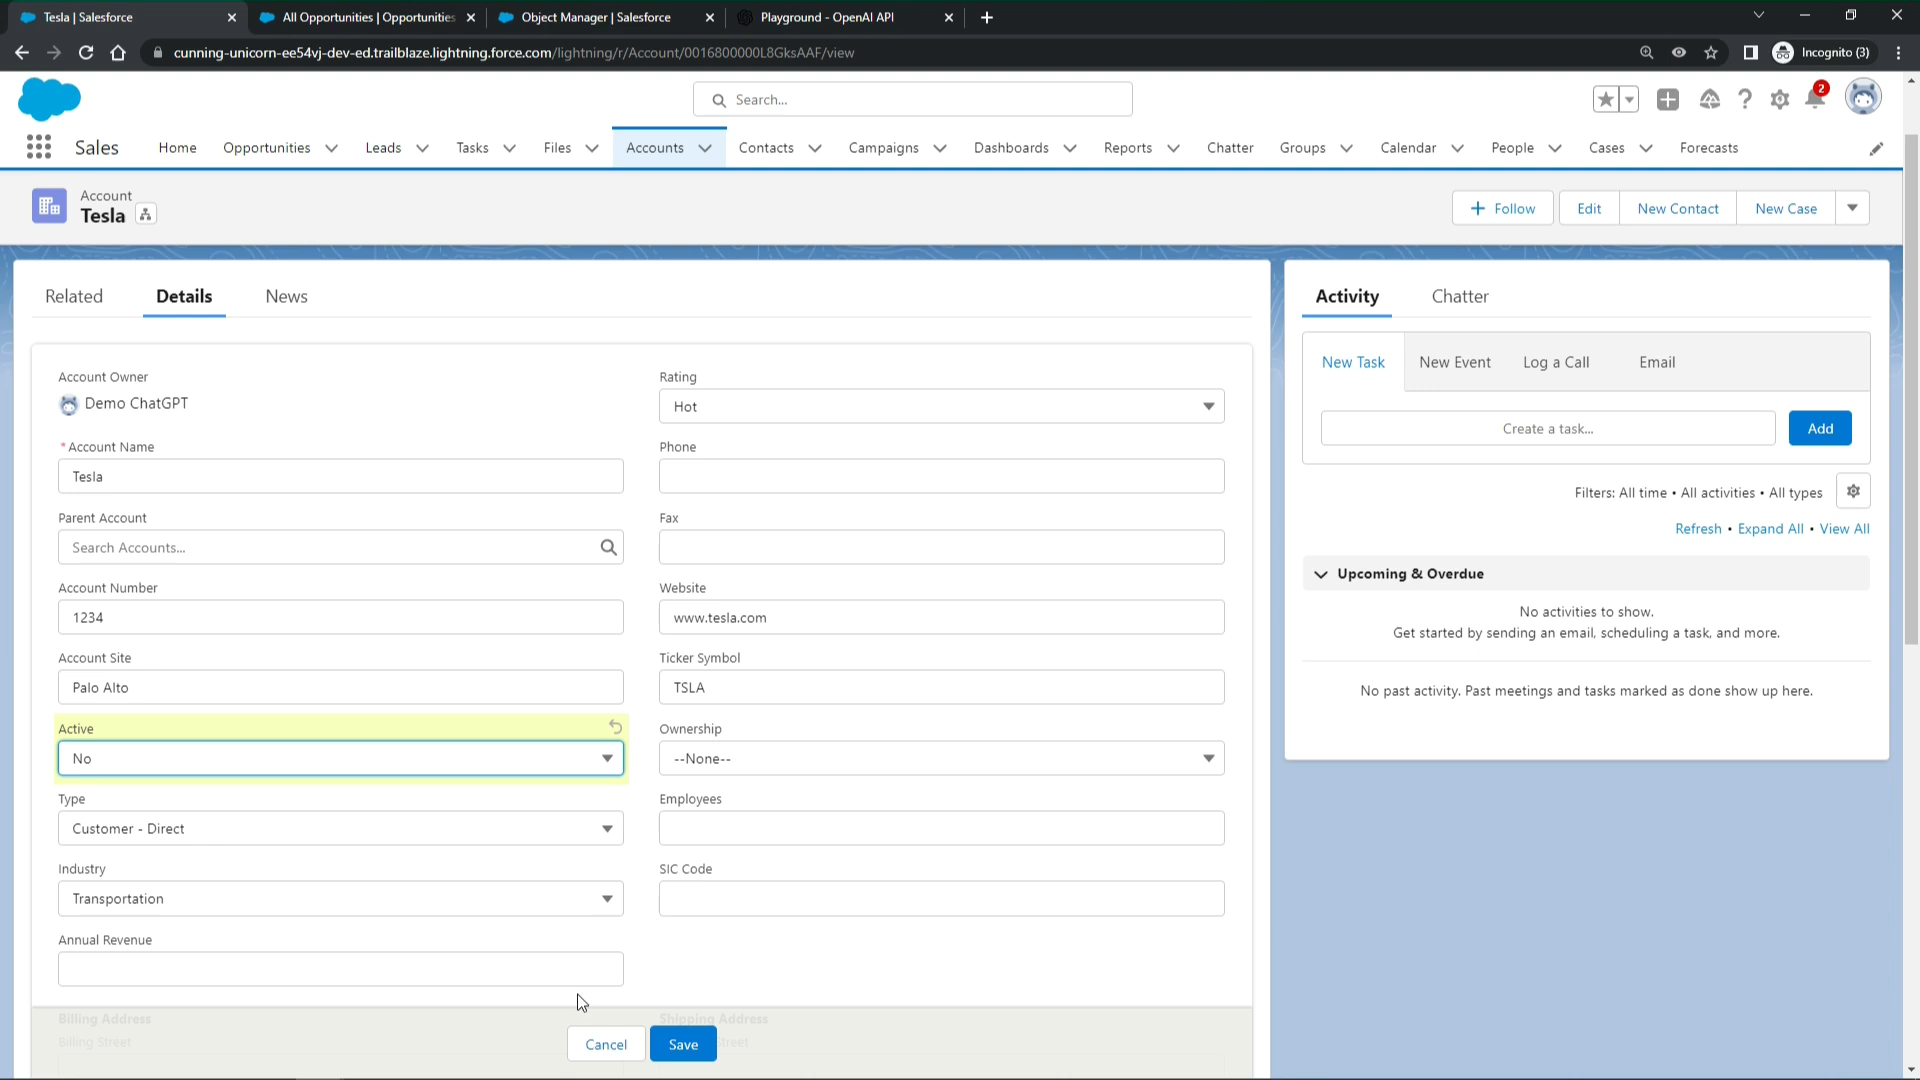 Tesla | Salesforce
All Opportunities | Opportunities
Object Manager | Salesforce
Playground - OpenAI API
cunning-unicorn-ee54vj-dev-ed.trailblaze.lightning.force.com/lightning/r/Account/0016800000L8GksAAF/view
Incognito (3)
Search...
2
Sales
Home
Opportunities
Leads
Tasks
Files
Accounts
Contacts
Campaigns
Dashboards
Reports
Chatter
Groups
Calendar
People
Cases
Forecasts
Account
Tesla
Follow
Edit
New Contact
New Case
Related
Details
News
Account Owner
Demo ChatGPT
Rating
Hot
*Account Name
Tesla
Phone
Parent Account
Search Accounts...
Fax
Account Number
1234
Website
www.tesla.com
Account Site
Palo Alto
Ticker Symbol
TSLA
Active
No
Ownership
--None--
Type
Customer - Direct
Employees
Industry
Transportation
SIC Code
Annual Revenue
Billing Address
Billing Street
Shipping Address
Street
Cancel
Save
Activity
Chatter
New Task
New Event
Log a Call
Email
Create a task...
Add
Filters: All time • All activities • All types
Refresh • Expand All • View All
Upcoming & Overdue
No activities to show.
Get started by sending an email, scheduling a task, and more.
No past activity. Past meetings and tasks marked as done show up here.